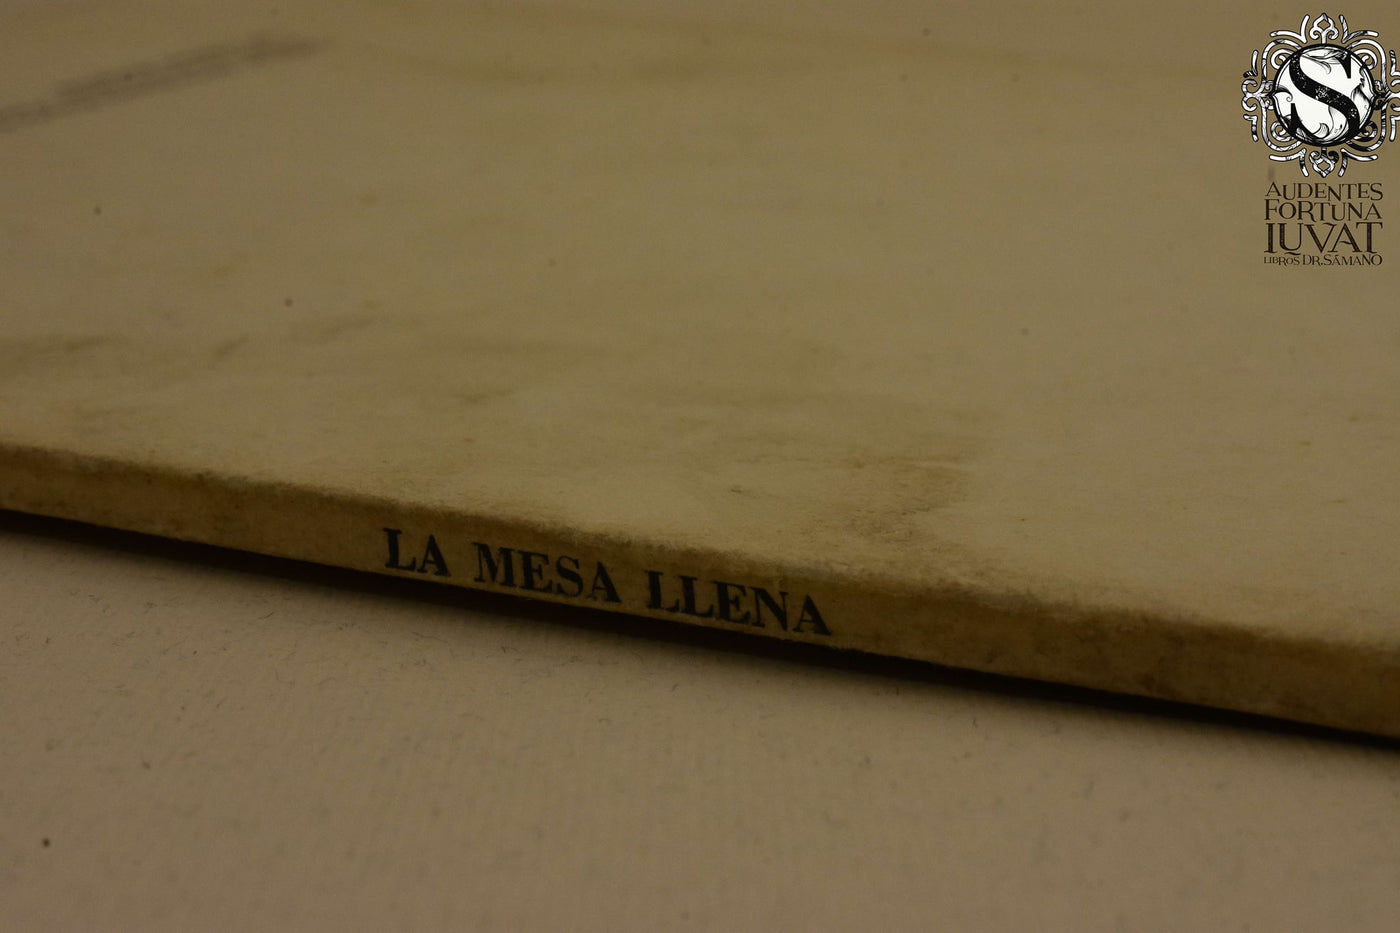 S
AUDENTES
FORTUNA
IUVAT
LIBROS DR. SÁMANO
LA MESA LLENA